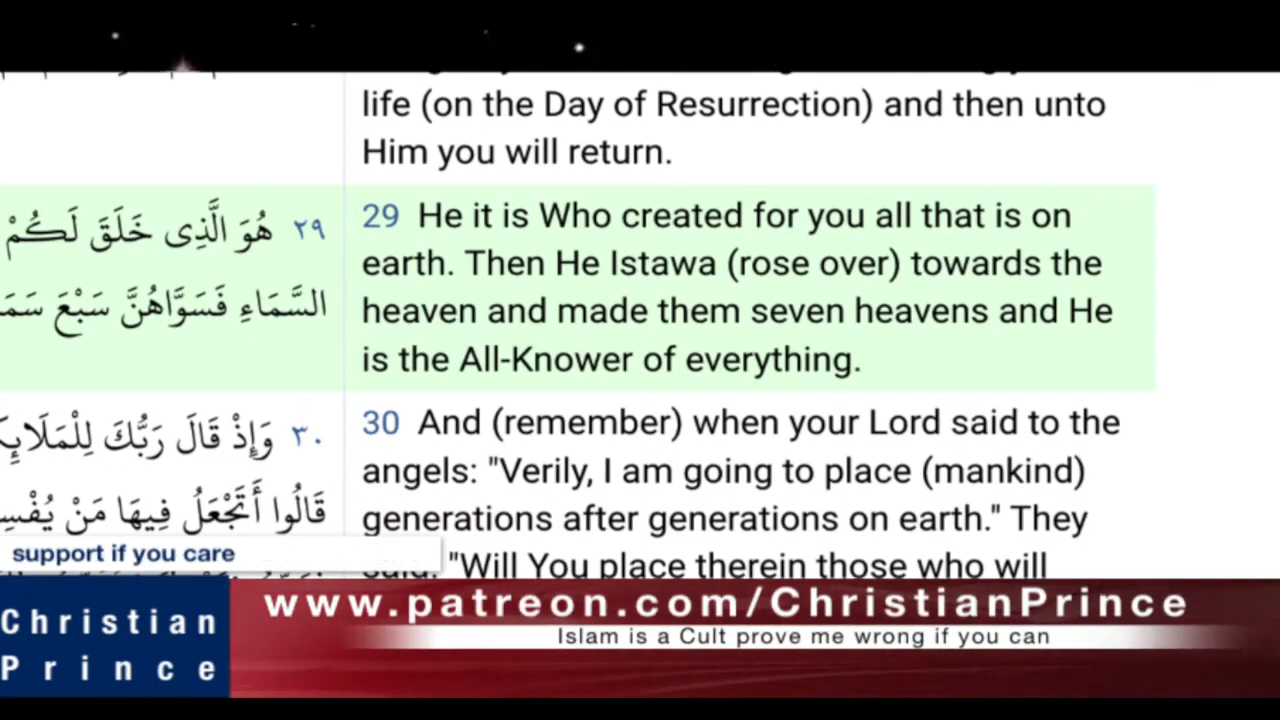 life (on the Day of Resurrection) and then unto
Him you will return.
٢٩ هُوَ الَّذِى خَلَقَ لَكُمْ
السَّمَاءِ فَسَوَّاهُنَّ سَبْعَ
29 He it is Who created for you all that is on
earth. Then He Istawa (rose over) towards the
heaven and made them seven heavens and He
is the All-Knower of everything.
٣٠ وَإِذْ قَالَ رَبُّكَ
قَالُوا أَتَجْعَلُ فِيهَا مَنْ
30 And (remember) when your Lord said to the
angels: "Verily, I am going to place (mankind)
generations after generations on earth." They
"Will You place therein those who will
support if you care
Christian
Prince
www.patreon.com/ChristianPrince
Islam is a Cult prove me wrong if you can